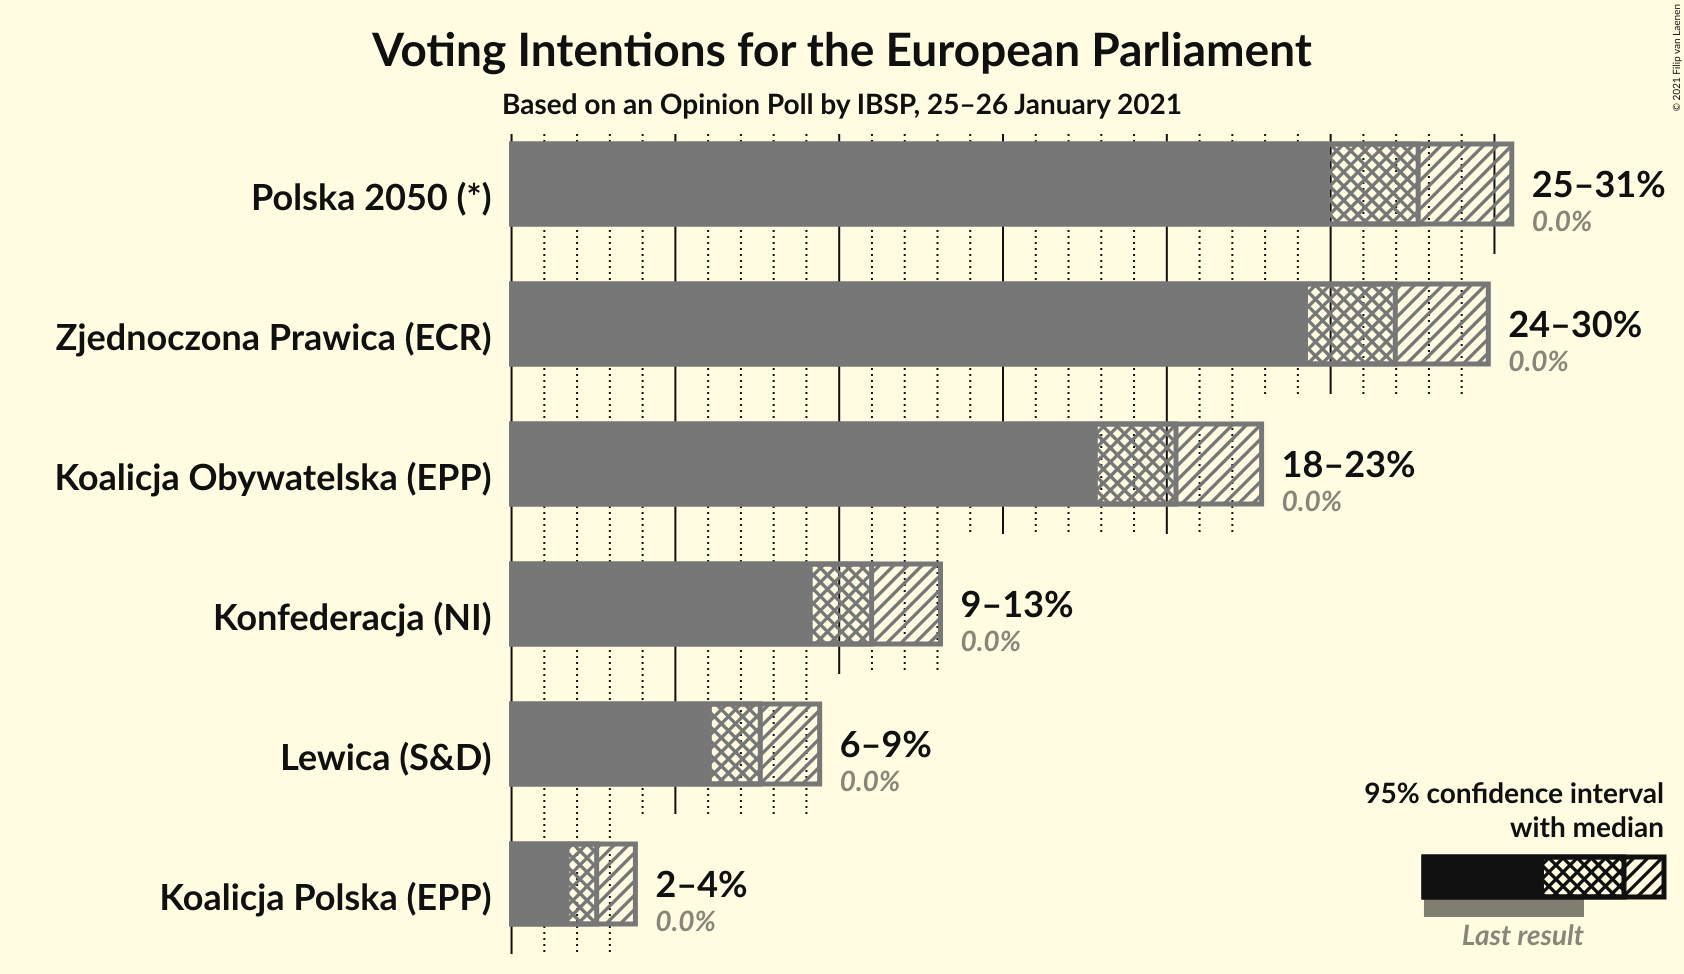 Voting Intentions for the European Parliament
Based on an Opinion Poll by IBSP, 25–26 January 2021
© 2021 Filip van Laenen
Polska 2050 (*)
25–31%
0.0%
Zjednoczona Prawica (ECR)
24–30%
0.0%
Koalicja Obywatelska (EPP)
18–23%
0.0%
Konfederacja (NI)
9–13%
0.0%
Lewica (S&D)
6–9%
0.0%
Koalicja Polska (EPP)
2–4%
0.0%
95% confidence interval
with median
Last result